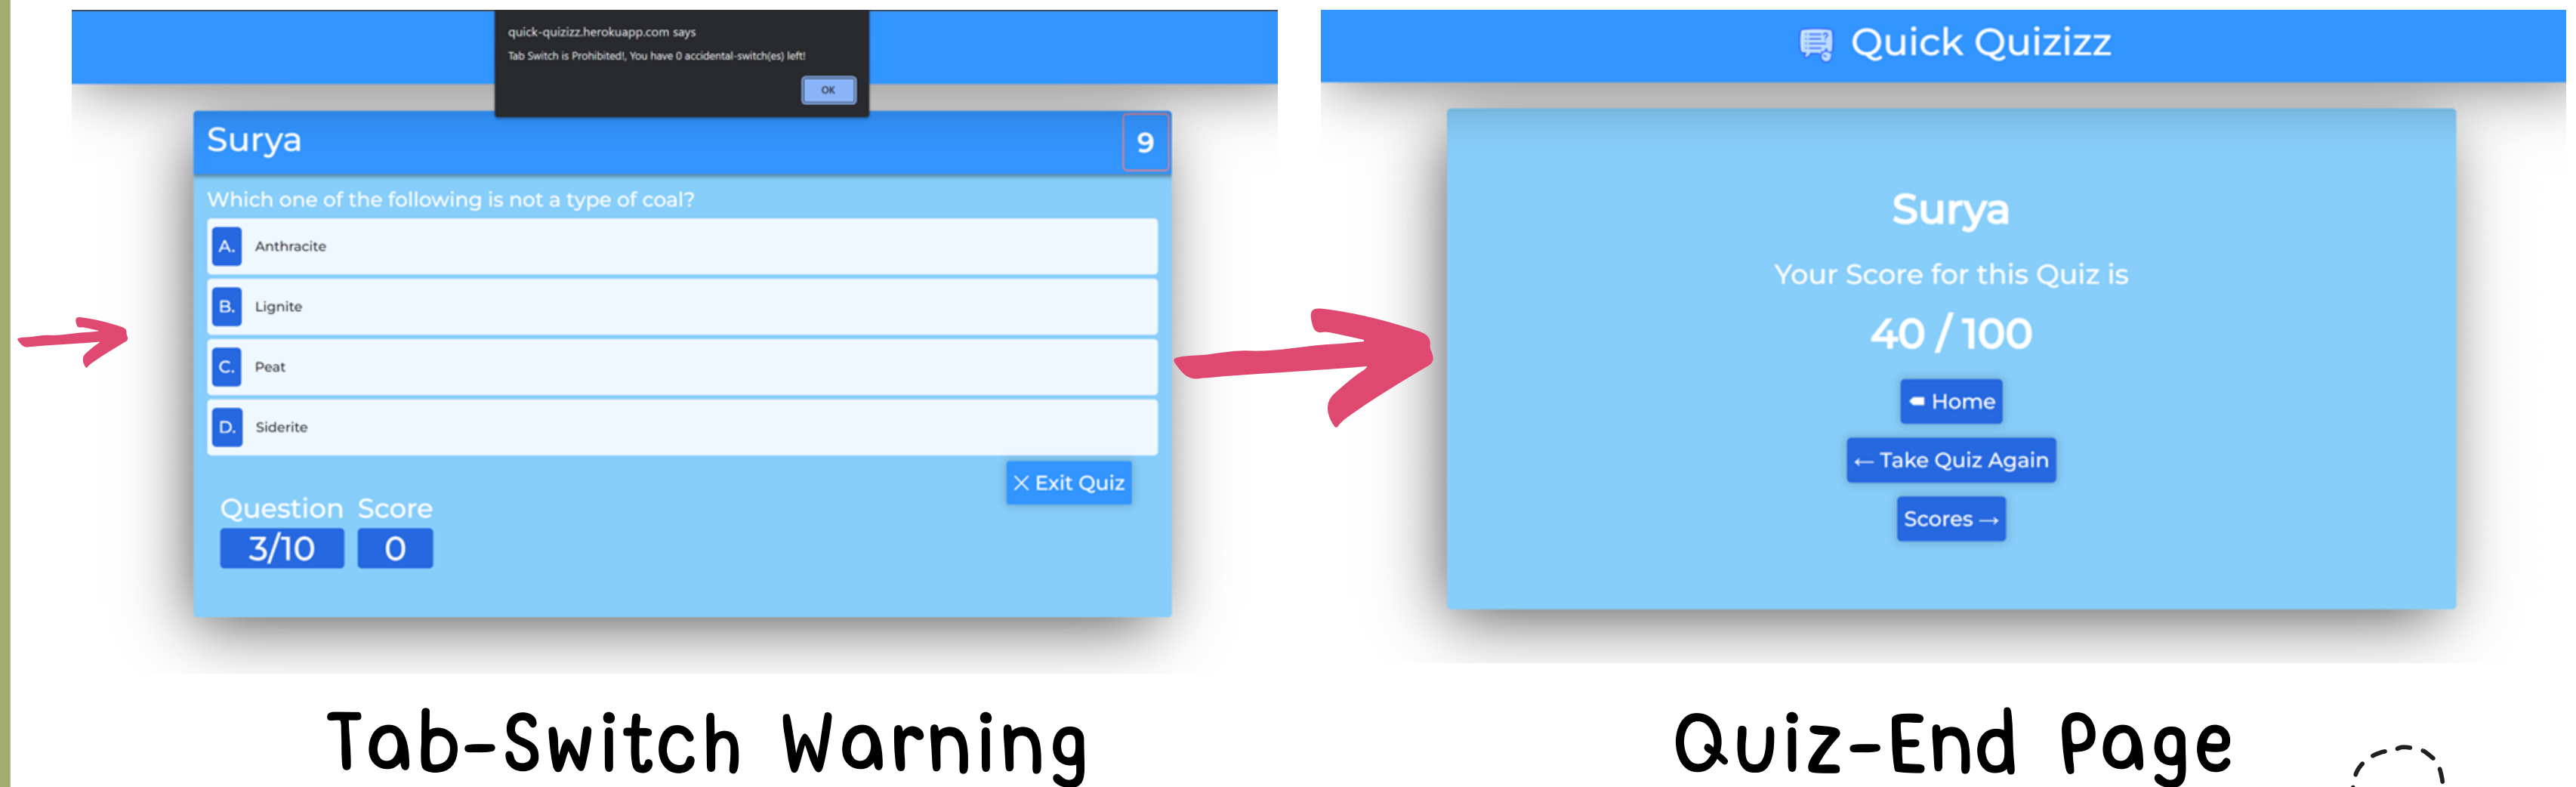 quick-quizizz.herokuapp.com says
Tab Switch is Prohibited!, You have 0 accidental-switch(es) left!
OK
Surya
9
Which one of the following is not a type of coal?
A. Anthracite
B. Lignite
C. Peat
D. Siderite
× Exit Quiz
Question Score
3/10 0
Tab-Switch Warning
Quick Quizizz
Surya
Your Score for this Quiz is
40 / 100
Home
← Take Quiz Again
Scores →
Quiz-End Page